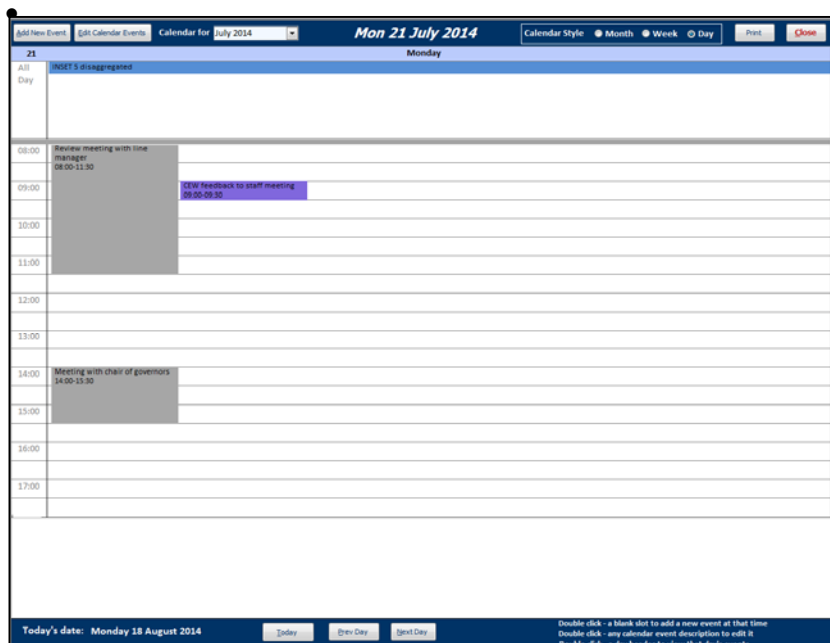 Add New Event Edit Calendar Events Calendar for July 2014 Mon 21 July 2014 Calendar Style Month Week Day Print Close
21 Monday
All INSET 5 disaggregated
Day
08:00 Review meeting with line
manager
08:00-11:30
09:00 CEW feedback to staff meeting
09:00-09:30
10:00
11:00
12:00
13:00
14:00 Meeting with chair of governors
14:00-15:30
15:00
16:00
17:00
Today's date: Monday 18 August 2014 Today Prev Day Next Day
Double click - a blank slot to add a new event at that time
Double click - any calendar event description to edit it